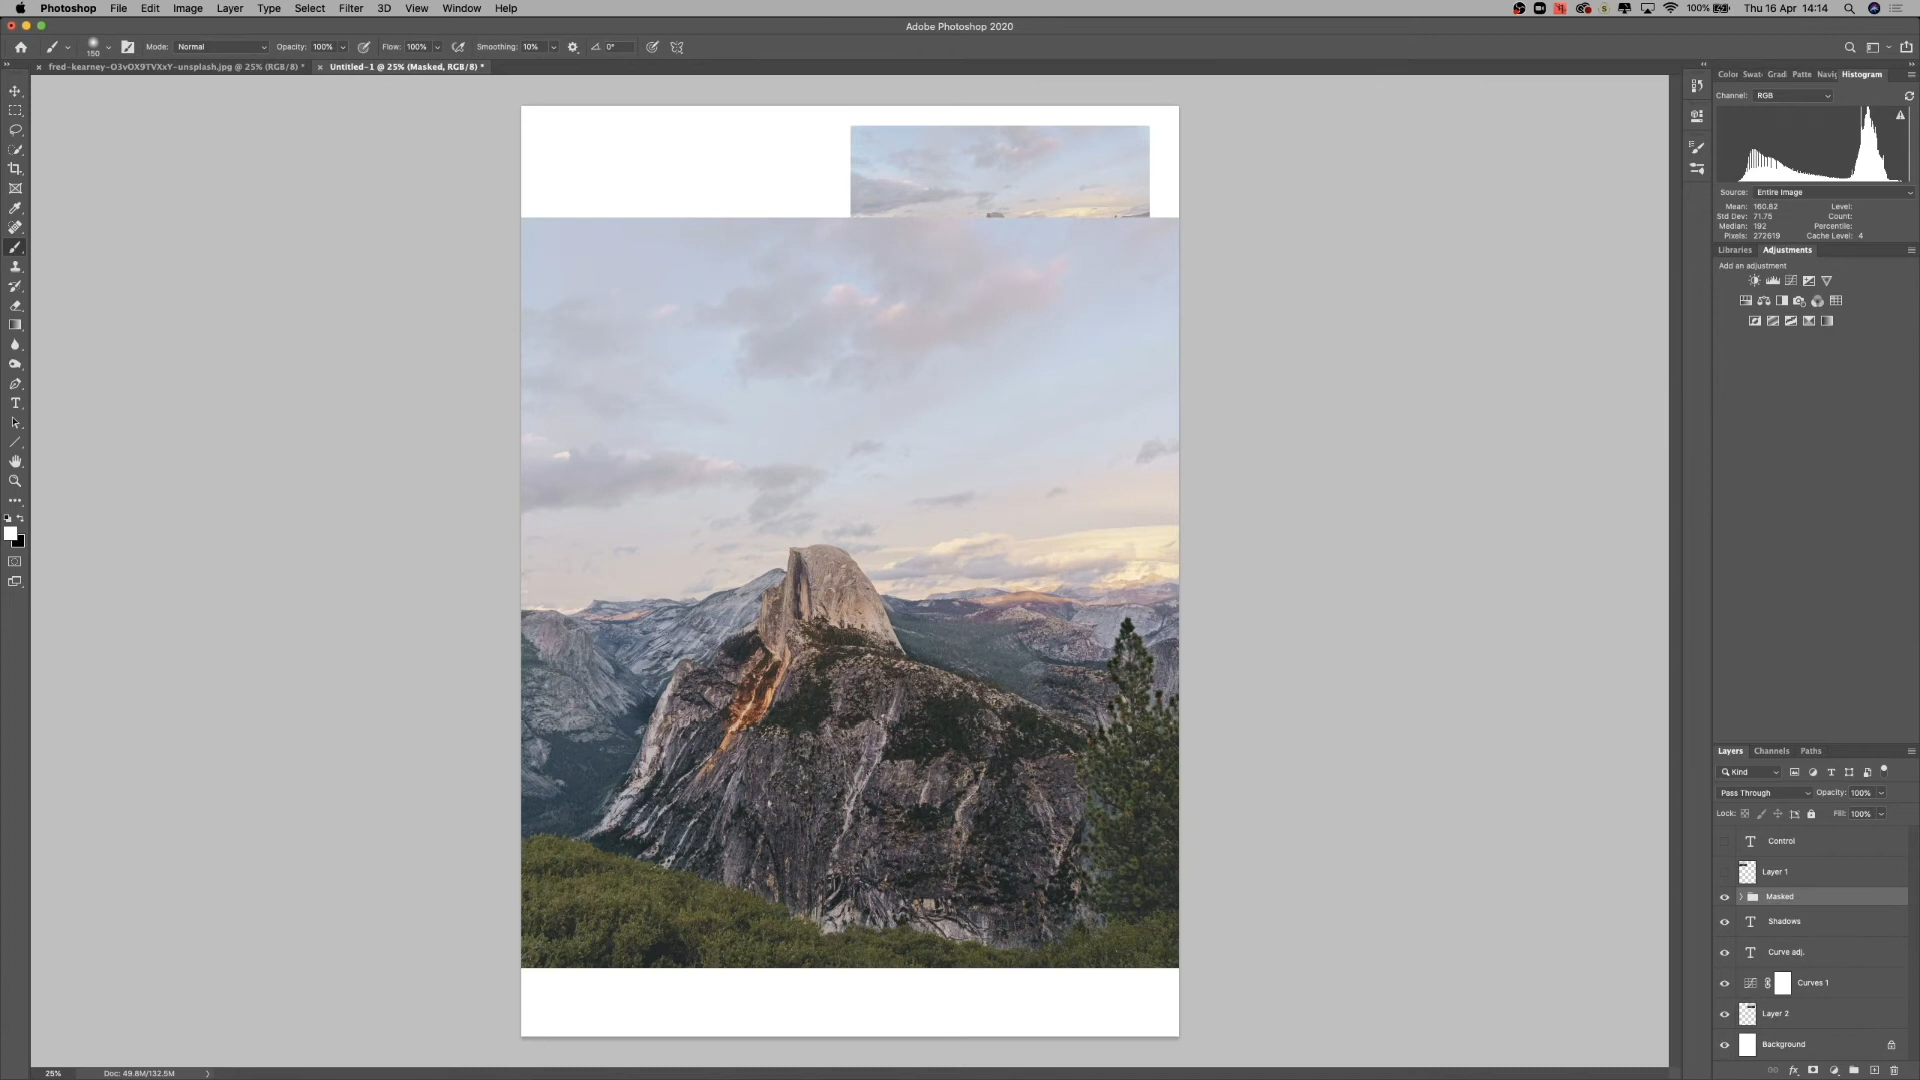 Photoshop File Edit Image Layer Type Select Filter 3D View Window Help 100% Thu 16 Apr 14:14
Adobe Photoshop 2020
150 Mode: Normal Opacity: 100% Flow: 100% Smoothing: 10% 0°
× fred-kearney-O3vOX9TVXxY-unsplash.jpg @ 25% (RGB/8) * × Untitled-1 @ 25% (Masked, RGB/8) *
Color Swat Grad Patte Navig Histogram
Channel: RGB
Source: Entire Image
Mean: 160.82 Level:
Std Dev: 71.75 Count:
Median: 192 Percentile:
Pixels: 272619 Cache Level: 4
Libraries Adjustments
Add an adjustment
Layers Channels Paths
Kind
Pass Through Opacity: 100%
Lock: Fill: 100%
Control
Layer 1
Masked
Shadows
Curve adj.
Curves 1
Layer 2
Background
25% Doc: 49.8M/132.5M